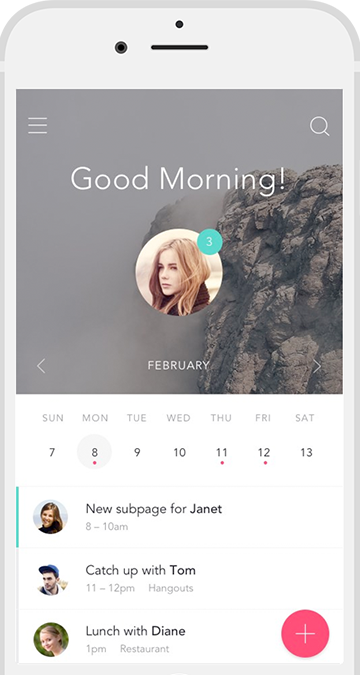 Good Morning!
3
FEBRUARY
SUN MON TUE WED THU FRI SAT
7 8 9 10 11 12 13
New subpage for Janet
8 – 10am
Catch up with Tom
11 – 12pm Hangouts
Lunch with Diane
1pm Restaurant